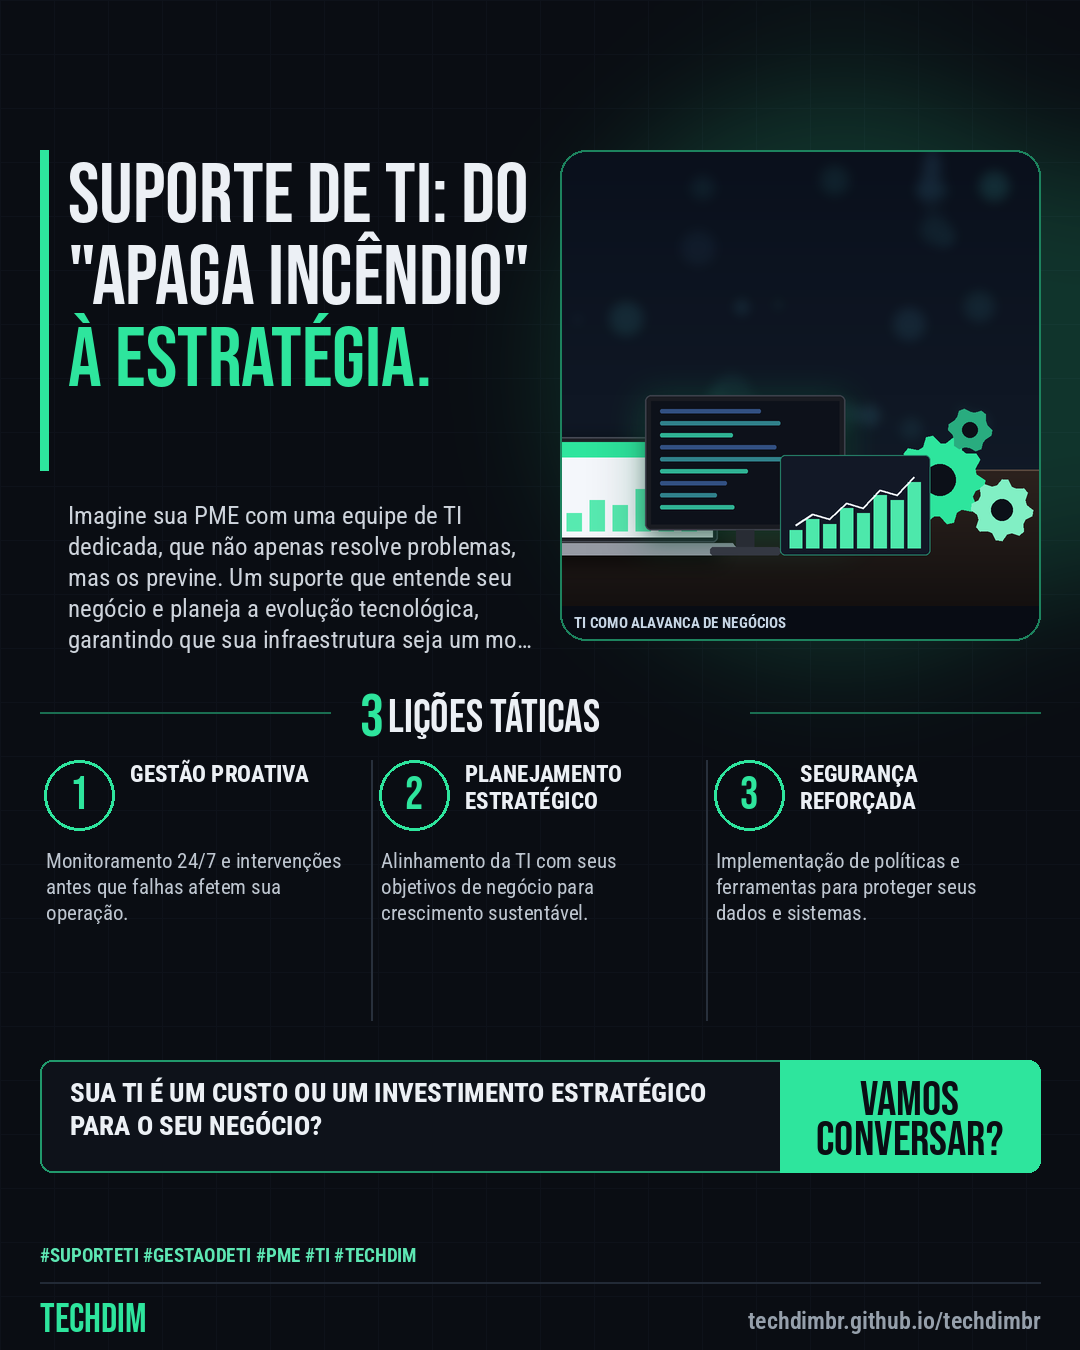 SUPORTE DE TI: DO
"APAGA INCÊNDIO"
À ESTRATÉGIA.
Imagine sua PME com uma equipe de TI
dedicada, que não apenas resolve problemas,
mas os previne. Um suporte que entende seu
negócio e planeja a evolução tecnológica,
garantindo que sua infraestrutura seja um mo...
TI COMO ALAVANCA DE NEGÓCIOS
3 LIÇÕES TÁTICAS
1
GESTÃO PROATIVA
Monitoramento 24/7 e intervenções
antes que falhas afetem sua
operação.
2
PLANEJAMENTO
ESTRATÉGICO
Alinhamento da TI com seus
objetivos de negócio para
crescimento sustentável.
3
SEGURANÇA
REFORÇADA
Implementação de políticas e
ferramentas para proteger seus
dados e sistemas.
SUA TI É UM CUSTO OU UM INVESTIMENTO ESTRATÉGICO
PARA O SEU NEGÓCIO?
VAMOS
CONVERSAR?
#SUPORTETI #GESTAODETI #PME #TI #TECHDIM
TECHDIM
techdimbr.github.io/techdimbr